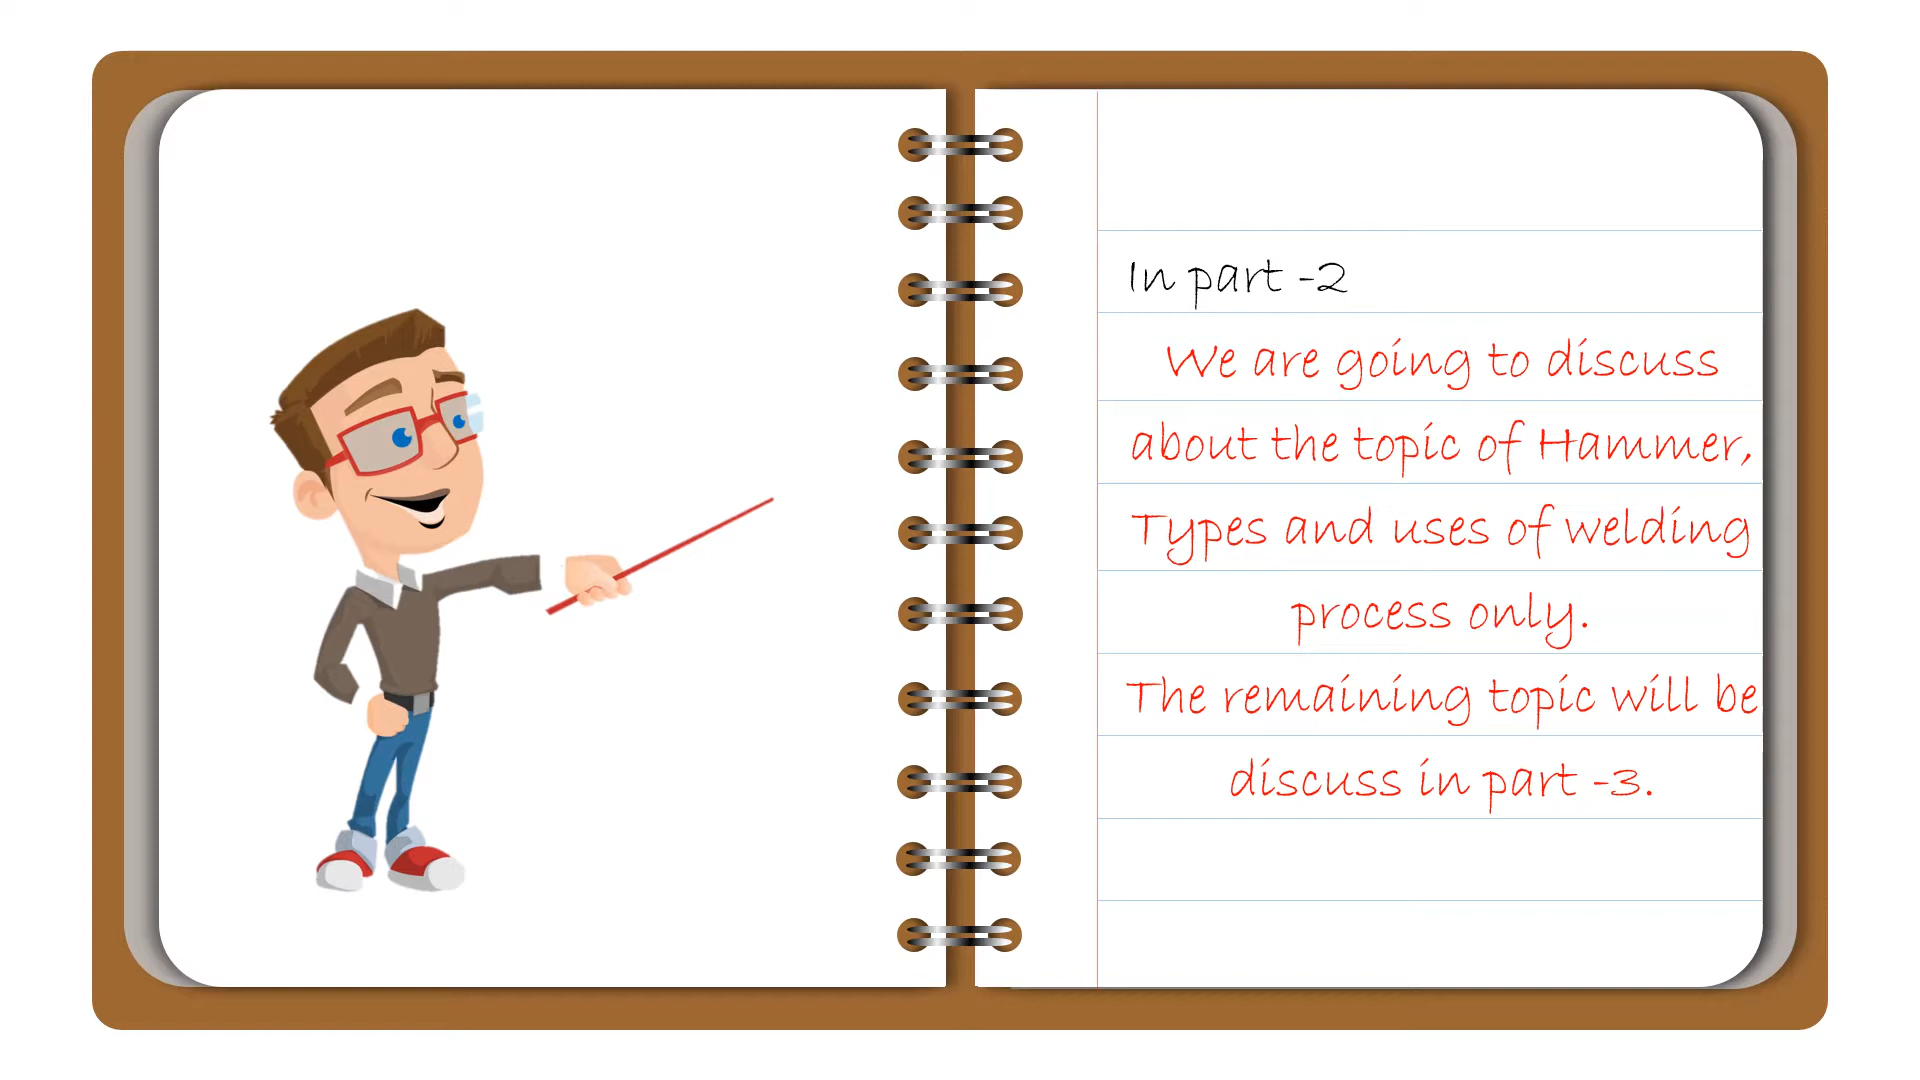 In part -2
We are going to discuss
about the topic of Hammer,
Types and uses of welding
process only.
The remaining topic will be
discuss in part -3.